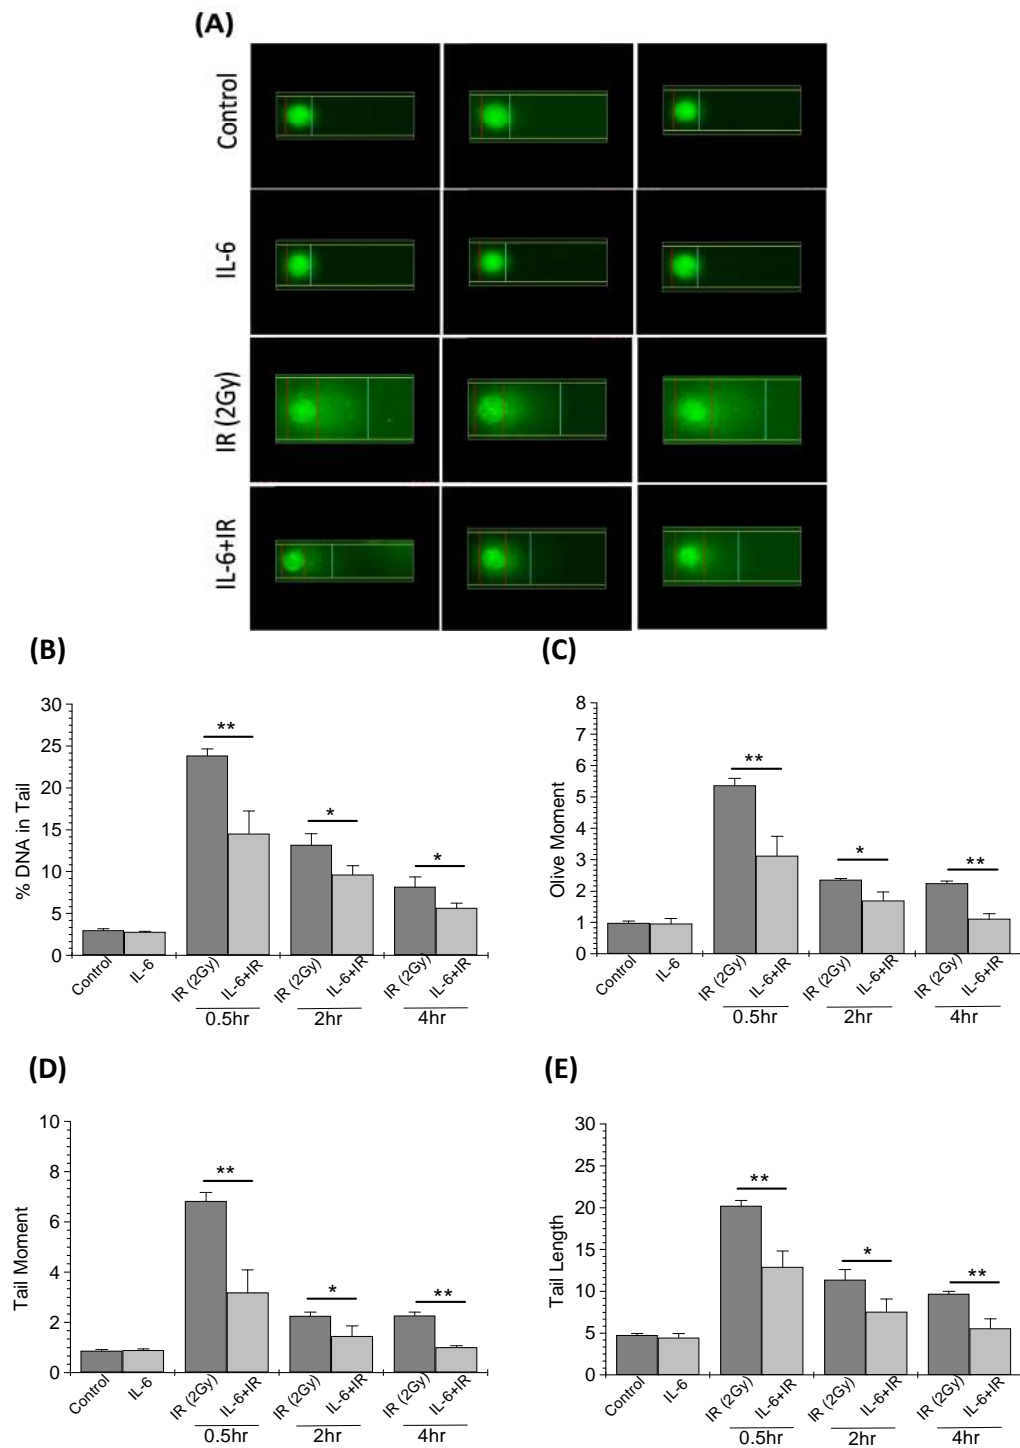 (A)
Control
IL-6
IR (2Gy)
IL-6+IR
(B)
30
25
20
15
10
5
0
% DNA in Tail
**
*
*
Control
IL-6
IR (2Gy)
IL-6+IR
IR (2Gy)
IL-6+IR
IR (2Gy)
IL-6+IR
0.5hr
2hr
4hr
(C)
8
7
6
5
4
3
2
1
0
Olive Moment
**
*
**
Control
IL-6
IR (2Gy)
IL-6+IR
IR (2Gy)
IL-6+IR
IR (2Gy)
IL-6+IR
0.5hr
2hr
4hr
(D)
10
8
6
4
2
0
Tail Moment
**
*
**
Control
IL-6
IR (2Gy)
IL-6+IR
IR (2Gy)
IL-6+IR
IR (2Gy)
IL-6+IR
0.5hr
2hr
4hr
(E)
30
25
20
15
10
5
0
Tail Length
**
*
**
Control
IL-6
IR (2Gy)
IL-6+IR
IR (2Gy)
IL-6+IR
IR (2Gy)
IL-6+IR
0.5hr
2hr
4hr